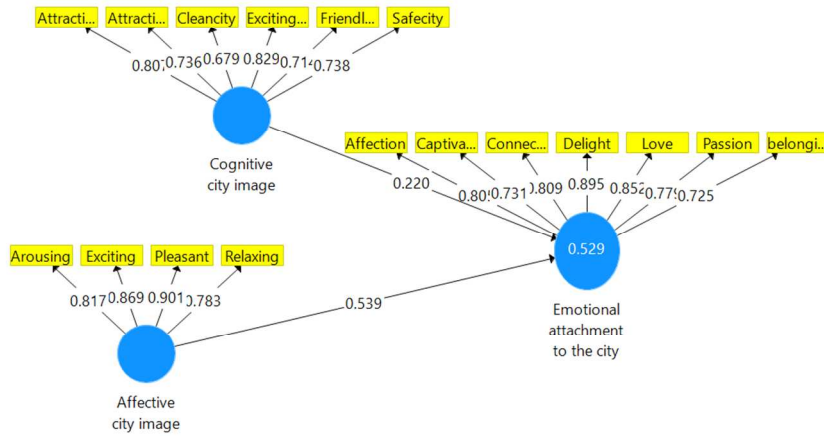 Attracti... Attracti... Cleancity Exciting... Friendl... Safecity
0.807 0.736 0.679 0.829 0.714 0.738
Cognitive
city image
Affection Captiva... Connec... Delight Love Passion belongi...
0.220
0.731 0.809 0.895 0.852 0.779 0.725
0.529
Arousing Exciting Pleasant Relaxing
0.817 0.869 0.901 0.783
0.539
Emotional
attachment
to the city
Affective
city image